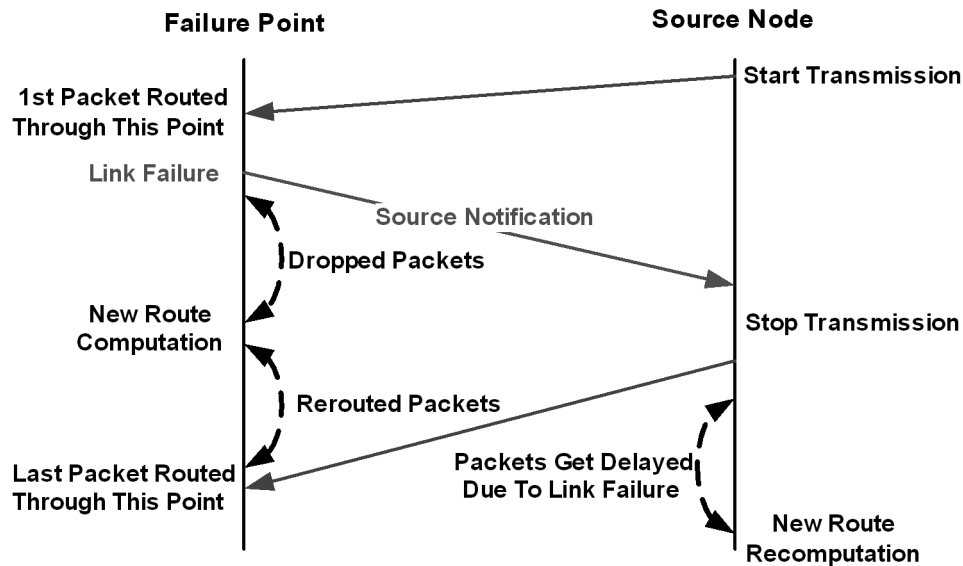 Failure Point
Source Node
Start Transmission
1st Packet Routed
Through This Point
Link Failure
Source Notification
Dropped Packets
New Route
Computation
Stop Transmission
Rerouted Packets
Packets Get Delayed
Due To Link Failure
Last Packet Routed
Through This Point
New Route
Recomputation